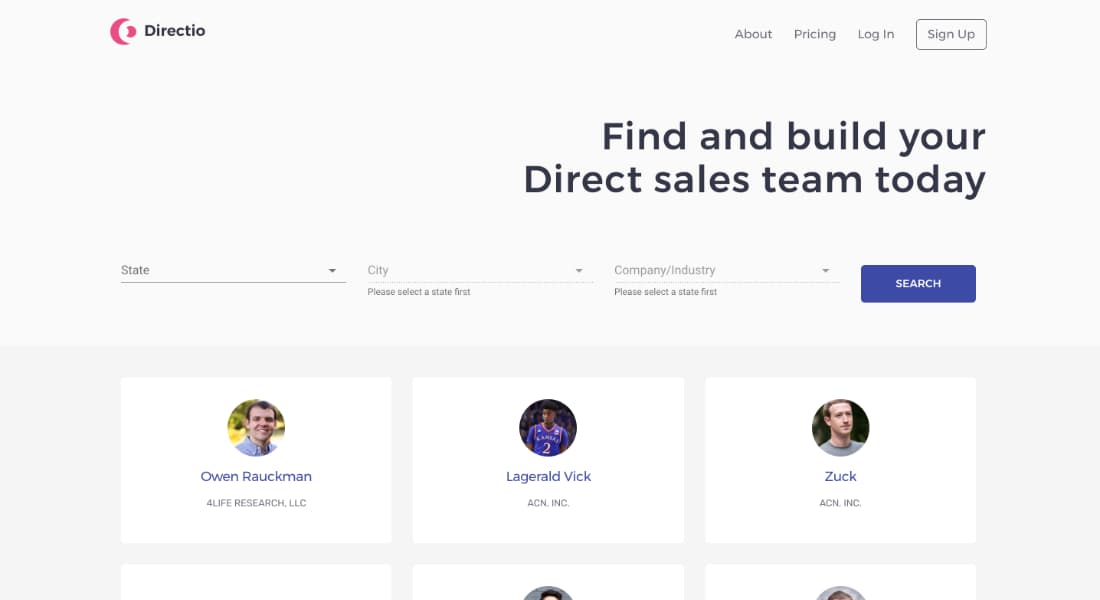 Directio
About
Pricing
Log In
Sign Up
Find and build your
Direct sales team today
State
City
Please select a state first
Company/Industry
Please select a state first
SEARCH
KANSAS
2
Owen Rauckman
4LIFE RESEARCH, LLC
Lagerald Vick
ACN, INC.
Zuck
ACN, INC.